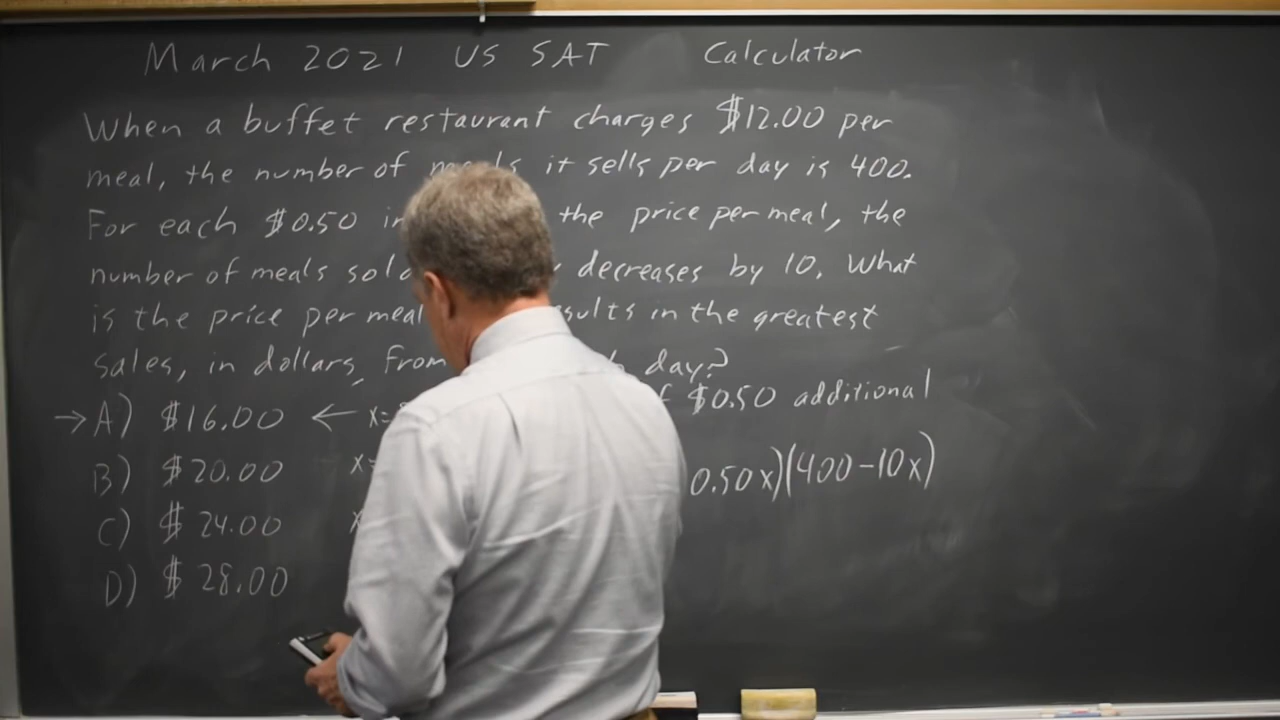 March 2021 US SAT Calculator
When a buffet restaurant charges $12.00 per
meal, the number of meals it sells per day is 400.
For each $0.50 the price per meal, the
number of meals decreases by 10. What
is the price per meal in the greatest
sales, in dollars, from day?
$0.50 additional
→ A) $16.00 ← x=
B) $20.00 x= 0.50x)(400-10x)
C) $24.00 x
D) $28.00